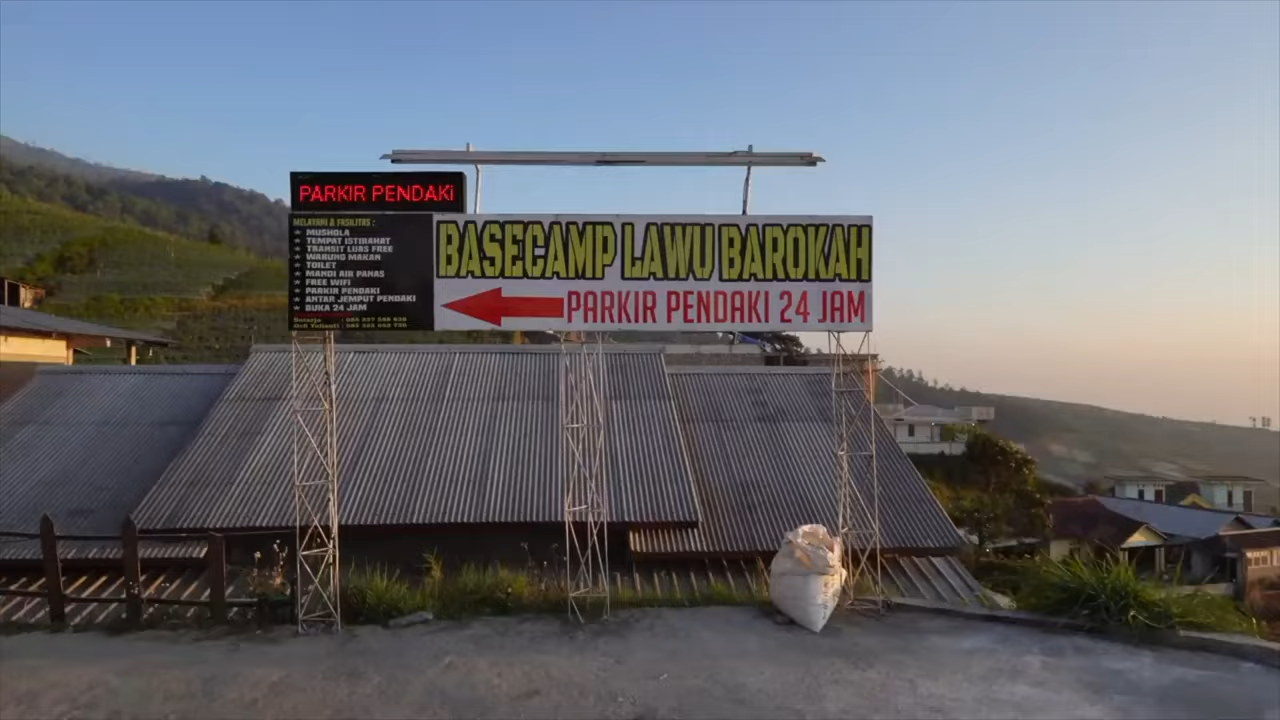 PARKIR PENDAKi
MELAYANI & FASILITAS :
MUSHOLA
TEMPAT ISTIRAHAT
TRANSIT LURS FREE
WARUNG MAKAN
TOILET
MANDI AIR PANAS
FREE WIFI
PARKIR PENDAKI
ANTAR JEMPUT PENDAKI
BUKA 24 JAM
BASECAMP LAWU BAROKAH
PARKIR PENDAKI 24 JAM